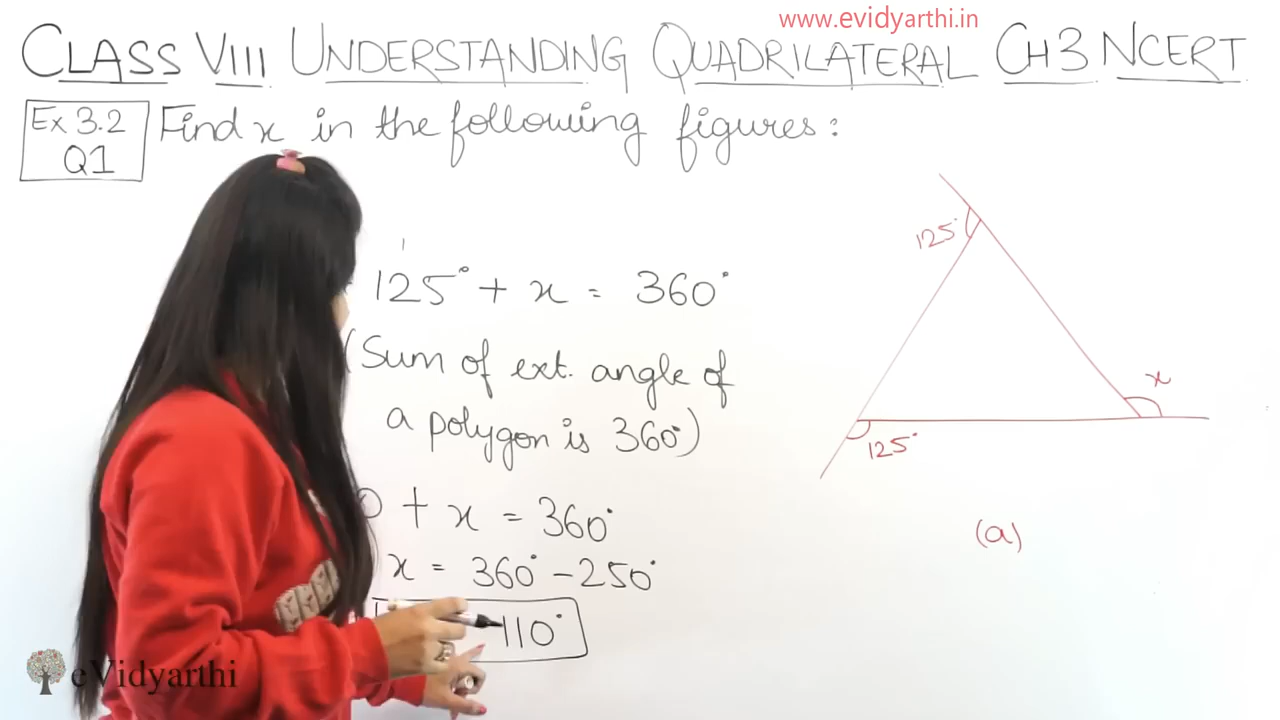 www.evidyarthi.in
CLASS VIII UNDERSTANDING QUADRILATERAL CH3 NCERT
Ex 3.2
Q1
Find x in the following figures:
125°
125° + x = 360°
(Sum of ext. angle of
a polygon is 360°)
x
125°
0 + x = 360°
(a)
x = 360° - 250°
110°
eVidyarthi